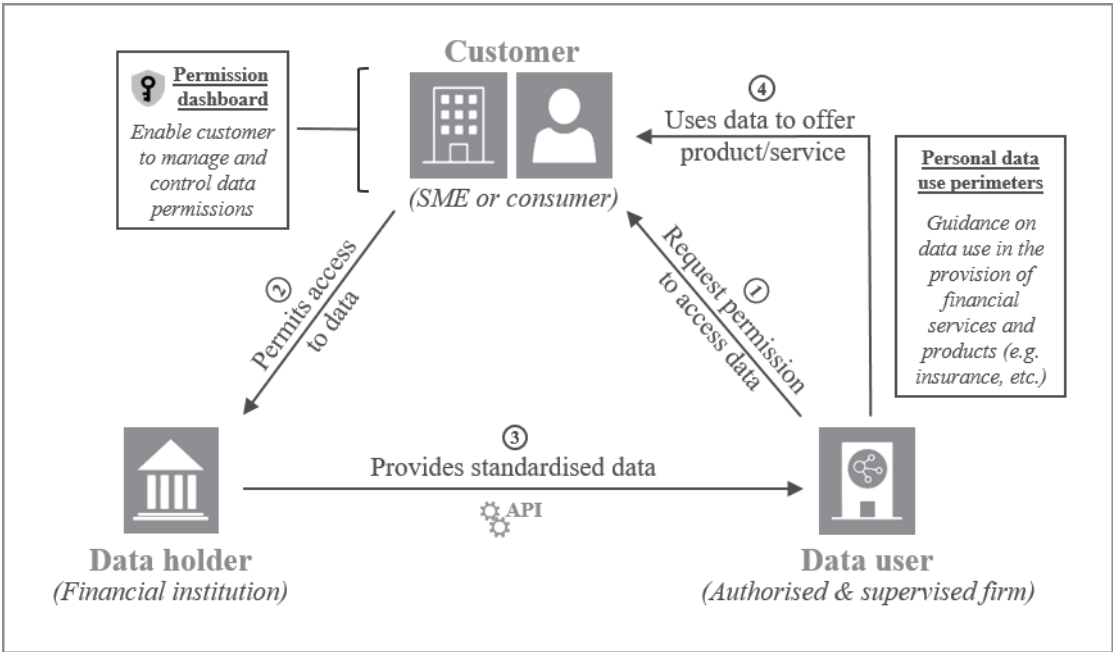 Customer
(SME or consumer)
Permission
dashboard
Enable customer
to manage and
control data
permissions
④
Uses data to offer
product/service
Personal data
use perimeters
Guidance on
data use in the
provision of
financial
services and
products (e.g.
insurance, etc.)
②
Permits access
to data
①
Request permission
to access data
③
Provides standardised data
API
Data holder
(Financial institution)
Data user
(Authorised & supervised firm)